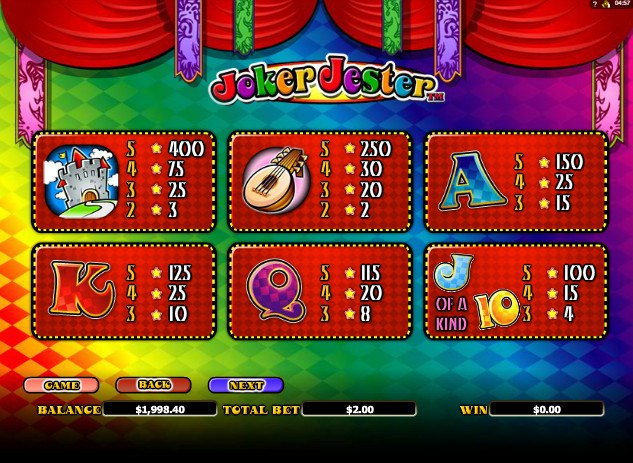 ? 04:57
Joker Jester™
5 ★ 400
4 ★ 75
3 ★ 25
2 ★ 3
5 ★ 250
4 ★ 30
3 ★ 20
2 ★ 2
A
5 ★ 150
4 ★ 25
3 ★ 15
K
5 ★ 125
4 ★ 25
3 ★ 10
Q
5 ★ 115
4 ★ 20
3 ★ 8
J
OF A
KIND
10
5 ★ 100
4 ★ 15
3 ★ 4
GAME BACK NEXT
BALANCE $1,998.40 TOTAL BET $2.00 WIN $0.00